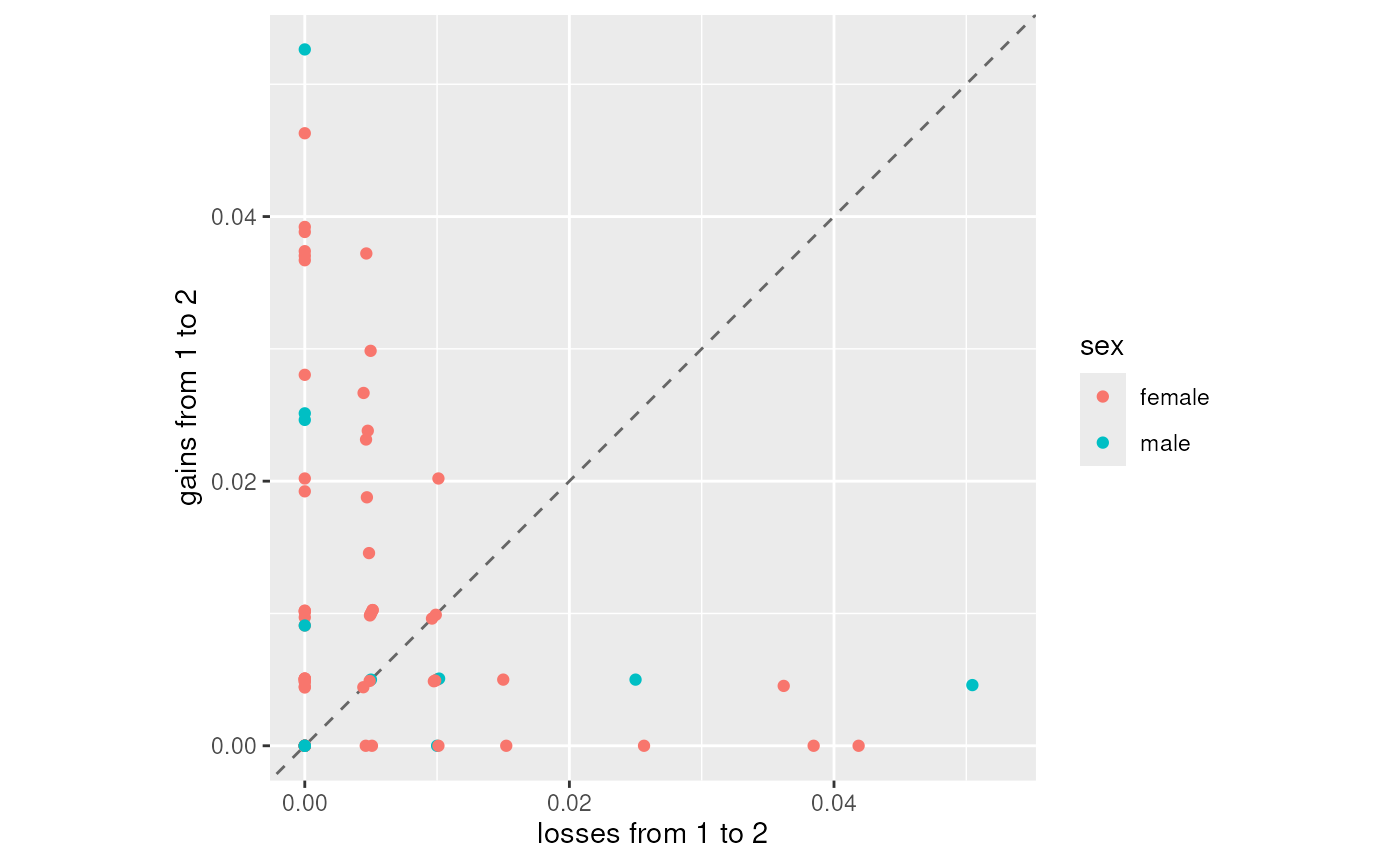 0.04
0.02
0.00
gains from 1 to 2
0.00 0.02 0.04
losses from 1 to 2
sex
female
male